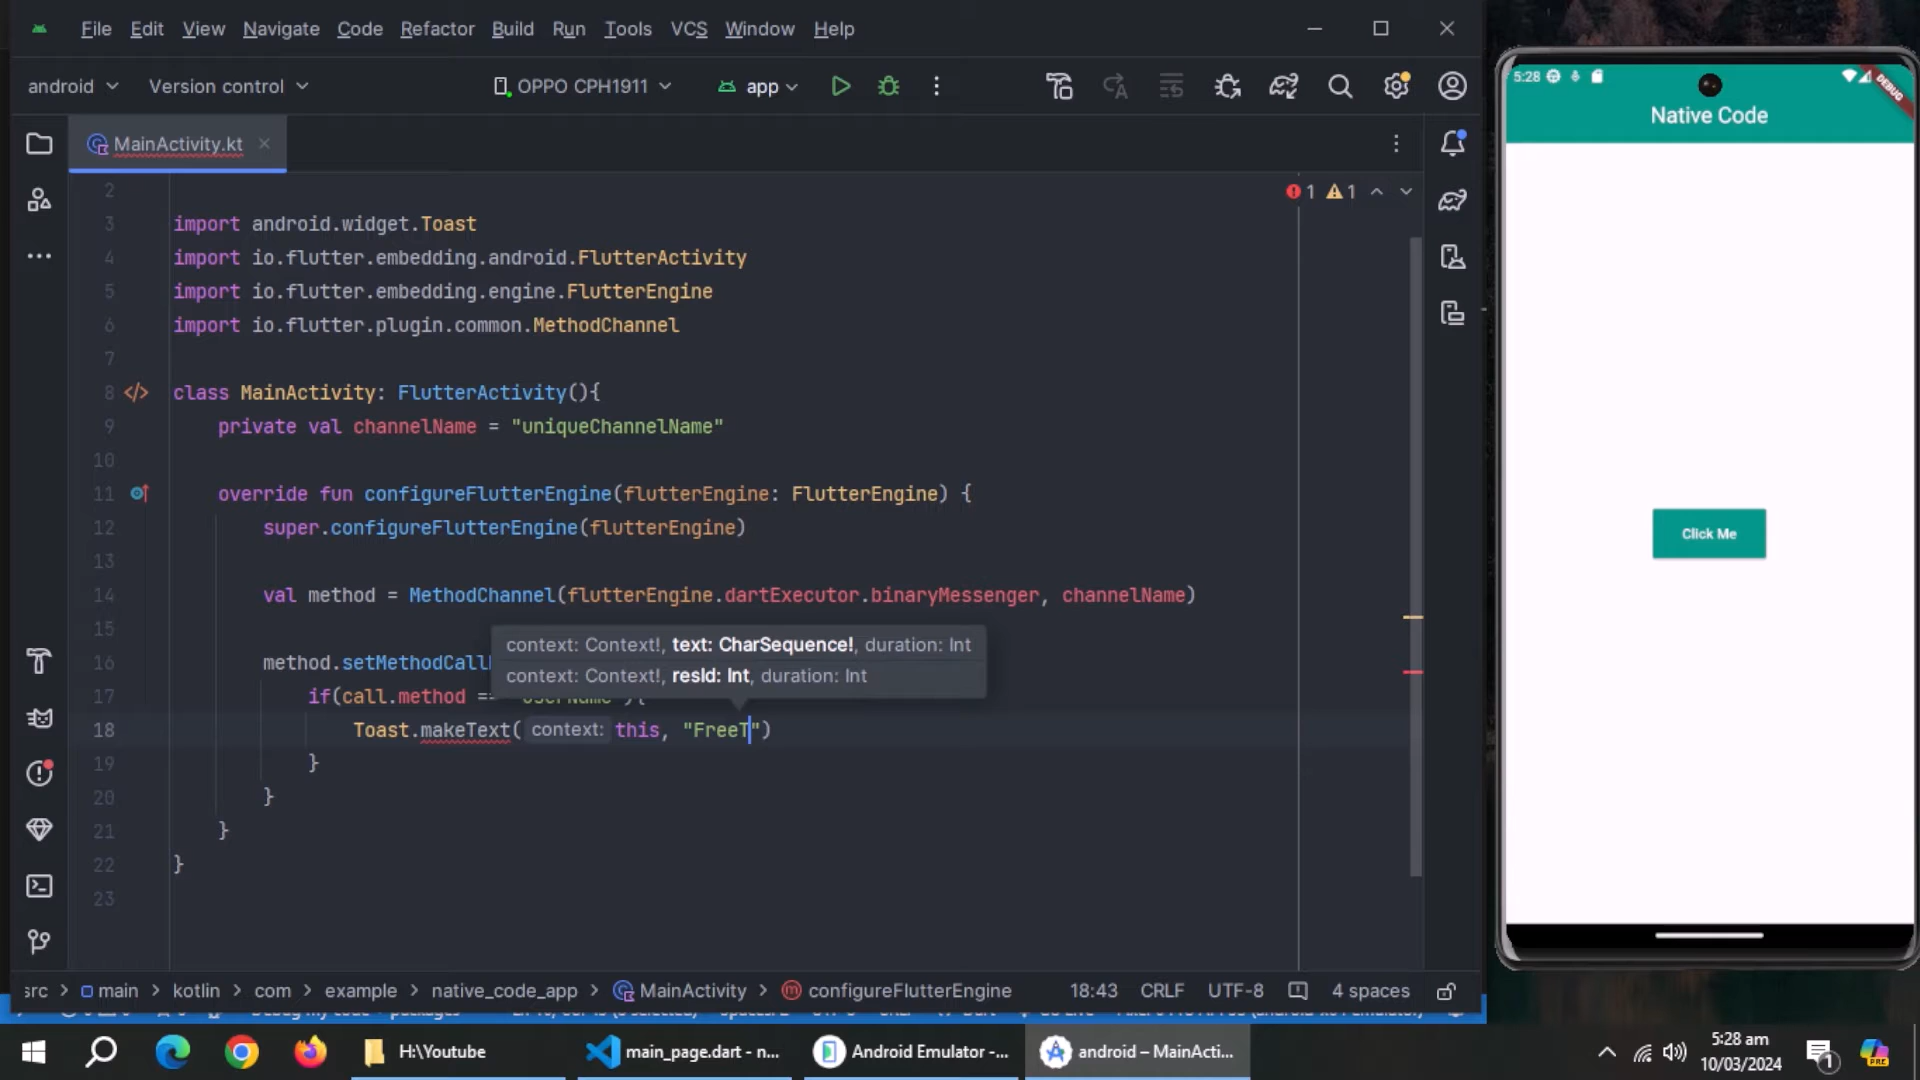 File Edit View Navigate Code Refactor Build Run Tools VCS Window Help
android Version control OPPO CPH1911 app
MainActivity.kt
1 1
2
3 import android.widget.Toast
4 import io.flutter.embedding.android.FlutterActivity
5 import io.flutter.embedding.engine.FlutterEngine
6 import io.flutter.plugin.common.MethodChannel
7
8 </> class MainActivity: FlutterActivity(){
9 private val channelName = "uniqueChannelName"
10
11 override fun configureFlutterEngine(flutterEngine: FlutterEngine) {
12 super.configureFlutterEngine(flutterEngine)
13
14 val method = MethodChannel(flutterEngine.dartExecutor.binaryMessenger, channelName)
15
context: Context!, text: CharSequence!, duration: Int
16 method.setMethodCall
context: Context!, resId: Int, duration: Int
17 if(call.method ==
18 Toast.makeText( context: this, "FreeT")
19 }
20 }
21 }
22 }
23
src > main > kotlin > com > example > native_code_app > MainActivity > configureFlutterEngine 18:43 CRLF UTF-8 4 spaces
5:28
DEBUG
Native Code
Click Me
H:\Youtube
main_page.dart - n...
Android Emulator -...
android – MainActi...
5:28 am
10/03/2024
1
PRE